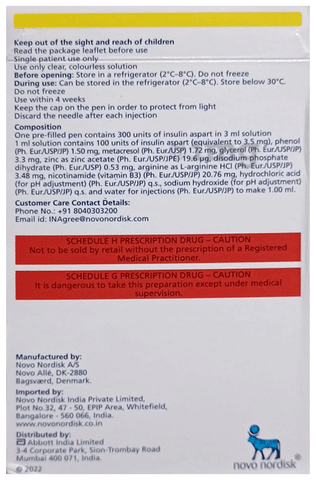 Keep out of the sight and reach of children
Read the package leaflet before use
Single patient use only
Use only clear, colourless solution
Before opening: Store in a refrigerator (2°C–8°C). Do not freeze
During use: Can be stored in the refrigerator (2°C–8°C). Store below 30°C.
Do not freeze
Use within 4 weeks
Keep the cap on the pen in order to protect from light
Discard the needle after each injection
Composition
One pre-filled pen contains 300 units of insulin aspart in 3 ml solution
1 ml solution contains 100 units of insulin aspart (equivalent to 3.5 mg), phenol
(Ph. Eur./USP/JP) 1.50 mg, metacresol (Ph. Eur./USP) 1.72 mg, glycerol (Ph. Eur./USP/JP)
3.3 mg, zinc as zinc acetate (Ph. Eur./USP/JPE) 19.6 µg, disodium phosphate
dihydrate (Ph. Eur./USP) 0.53 mg, arginine as L-arginine HCl (Ph. Eur./USP/JP)
3.48 mg, nicotinamide (vitamin B3) (Ph. Eur./USP/JP) 20.76 mg, hydrochloric acid
(for pH adjustment) (Ph. Eur./USP/JP) q.s., sodium hydroxide (for pH adjustment)
(Ph. Eur./USP/JP) q.s. and water for injections (Ph. Eur./USP/JP) to make 1.00 ml.
Customer Care Contact Details:
Phone No.: +91 8040303200
Email id: INAgree@novonordisk.com
SCHEDULE H PRESCRIPTION DRUG – CAUTION
Not to be sold by retail without the prescription of a Registered
Medical Practitioner.
SCHEDULE G PRESCRIPTION DRUG – CAUTION
It is dangerous to take this preparation except under medical
supervision.
Manufactured by:
Novo Nordisk A/S
Novo Allé, DK-2880
Bagsværd, Denmark.
Imported by:
Novo Nordisk India Private Limited,
Plot No.32, 47 - 50, EPIP Area, Whitefield,
Bangalore - 560 066, India.
www.novonordisk.co.in
Distributed by:
Abbott India Limited
3-4 Corporate Park, Sion-Trombay Road
Mumbai 400 071, India.
© 2022
novo nordisk®